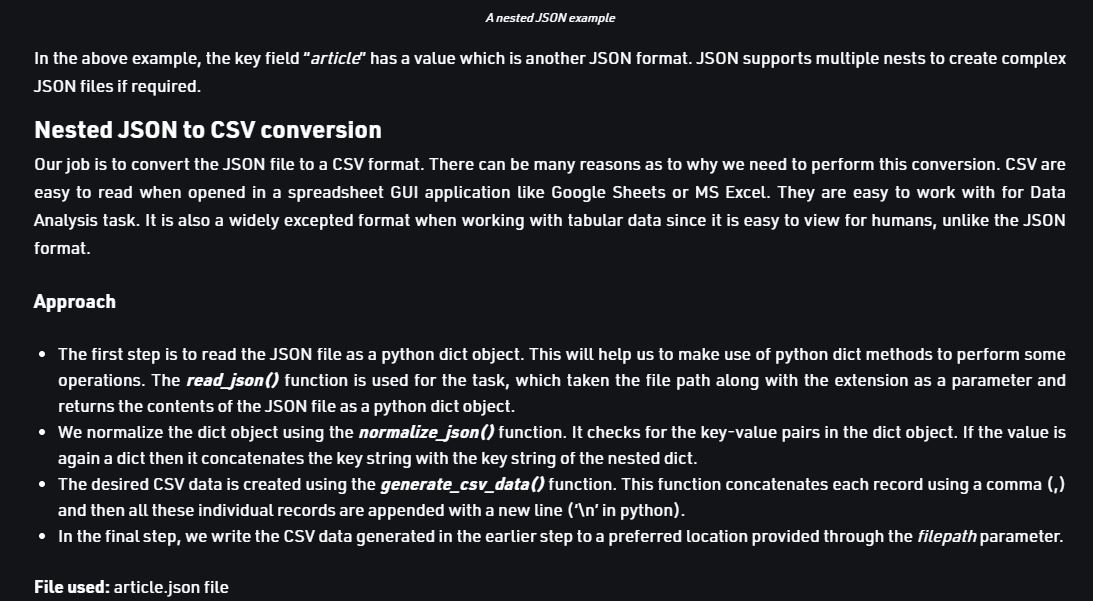 A nested JSON example
In the above example, the key field “article” has a value which is another JSON format. JSON supports multiple nests to create complex
JSON files if required.
Nested JSON to CSV conversion
Our job is to convert the JSON file to a CSV format. There can be many reasons as to why we need to perform this conversion. CSV are
easy to read when opened in a spreadsheet GUI application like Google Sheets or MS Excel. They are easy to work with for Data
Analysis task. It is also a widely excepted format when working with tabular data since it is easy to view for humans, unlike the JSON
format.
Approach
• The first step is to read the JSON file as a python dict object. This will help us to make use of python dict methods to perform some
operations. The read_json() function is used for the task, which taken the file path along with the extension as a parameter and
returns the contents of the JSON file as a python dict object.
• We normalize the dict object using the normalize_json() function. It checks for the key-value pairs in the dict object. If the value is
again a dict then it concatenates the key string with the key string of the nested dict.
• The desired CSV data is created using the generate_csv_data() function. This function concatenates each record using a comma (,)
and then all these individual records are appended with a new line (‘\n’ in python).
• In the final step, we write the CSV data generated in the earlier step to a preferred location provided through the filepath parameter.
File used: article.json file